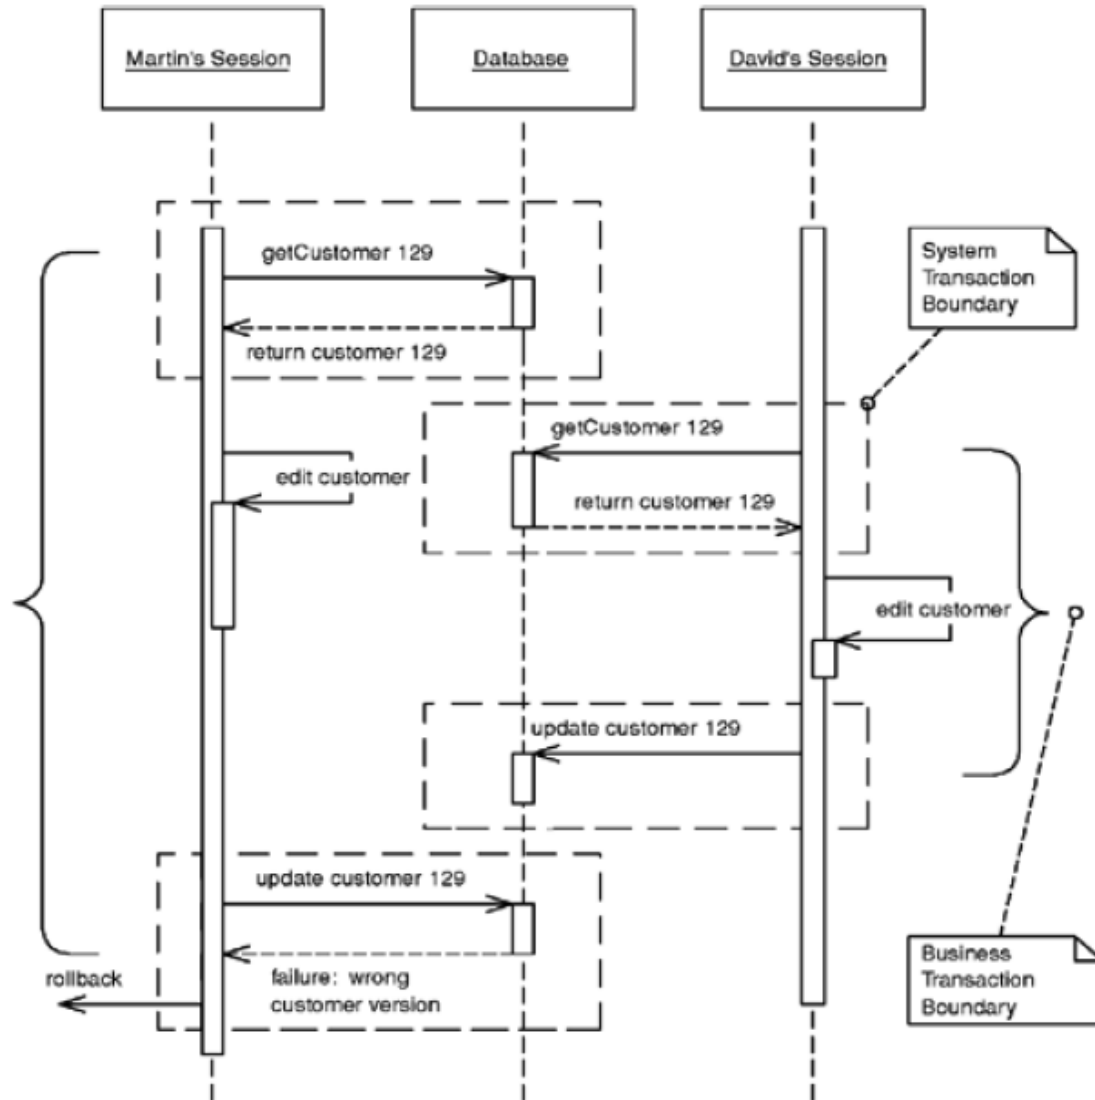 Martin's Session
Database
David's Session
getCustomer 129
return customer 129
System
Transaction
Boundary
getCustomer 129
edit customer
return customer 129
edit customer
update customer 129
update customer 129
rollback
failure: wrong
customer version
Business
Transaction
Boundary